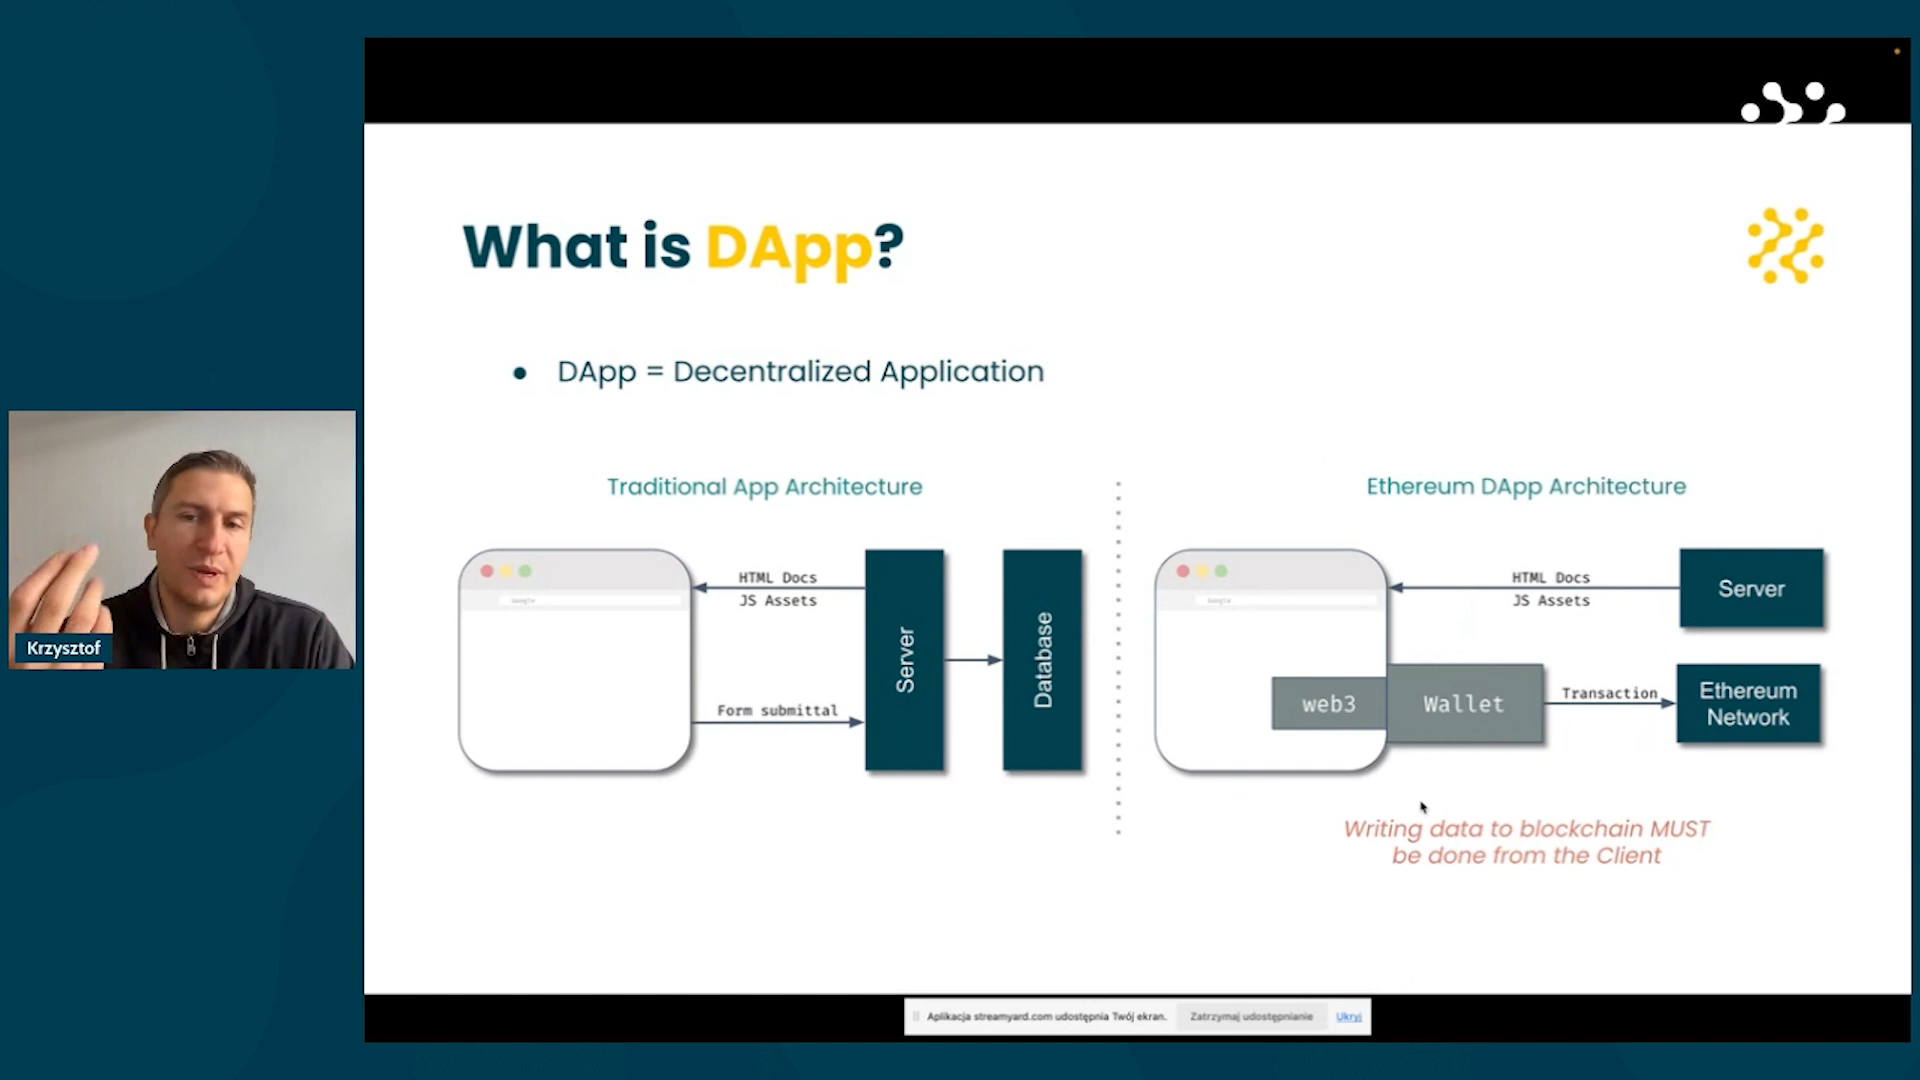 What is DApp?
● DApp = Decentralized Application
Traditional App Architecture
Google
HTML Docs
JS Assets
Form submittal
Server
Database
Ethereum DApp Architecture
Google
HTML Docs
JS Assets
Server
web3
Wallet
Transaction
Ethereum
Network
Writing data to blockchain MUST
be done from the Client
Krzysztof
Aplikacja streamyard.com udostępnia Twój ekran.
Zatrzymaj udostępnianie
Ukryj